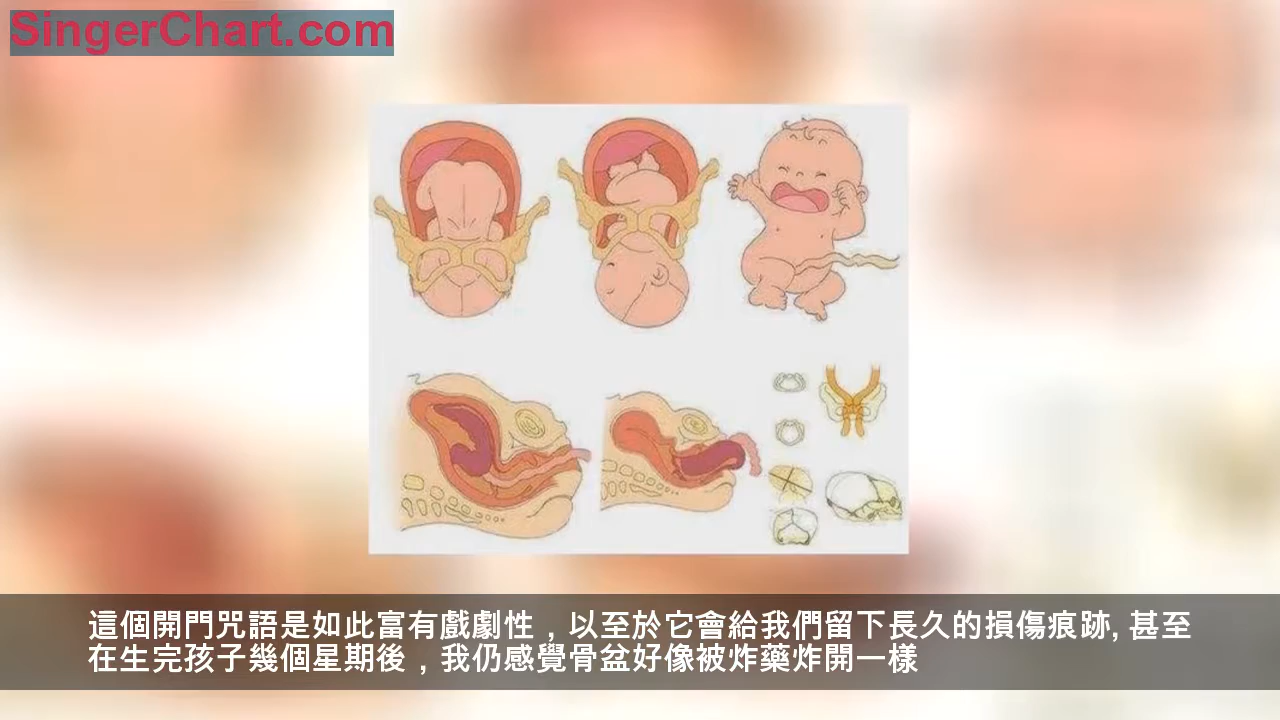 SingerChart.com
這個開門咒語是如此富有戲劇性，以至於它會給我們留下長久的損傷痕跡, 甚至
在生完孩子幾個星期後，我仍感覺骨盆好像被炸藥炸開一樣